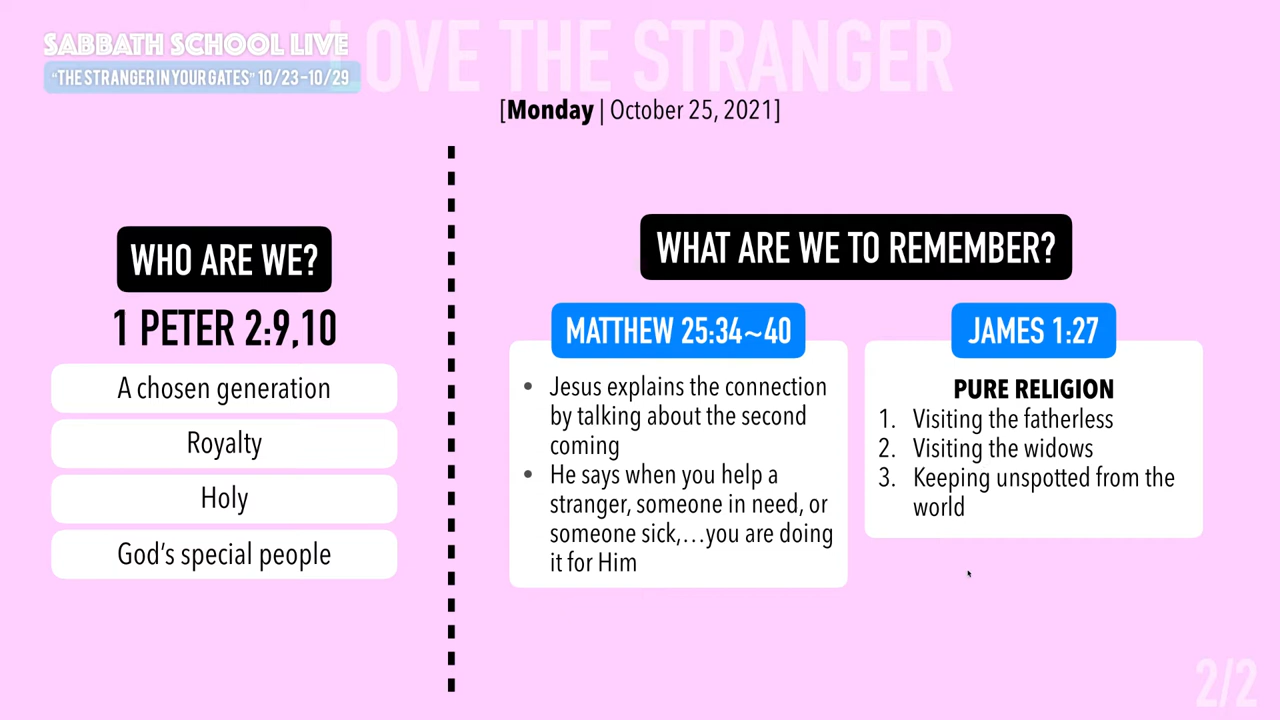 LOVE THE STRANGER
SABBATH SCHOOL LIVE
"THE STRANGER IN YOUR GATES" 10/23-10/29
[Monday | October 25, 2021]
WHO ARE WE?
1 PETER 2:9,10
A chosen generation
Royalty
Holy
God's special people
WHAT ARE WE TO REMEMBER?
MATTHEW 25:34~40
• Jesus explains the connection
by talking about the second
coming
• He says when you help a
stranger, someone in need, or
someone sick,…you are doing
it for Him
JAMES 1:27
PURE RELIGION
1. Visiting the fatherless
2. Visiting the widows
3. Keeping unspotted from the
world
2/2